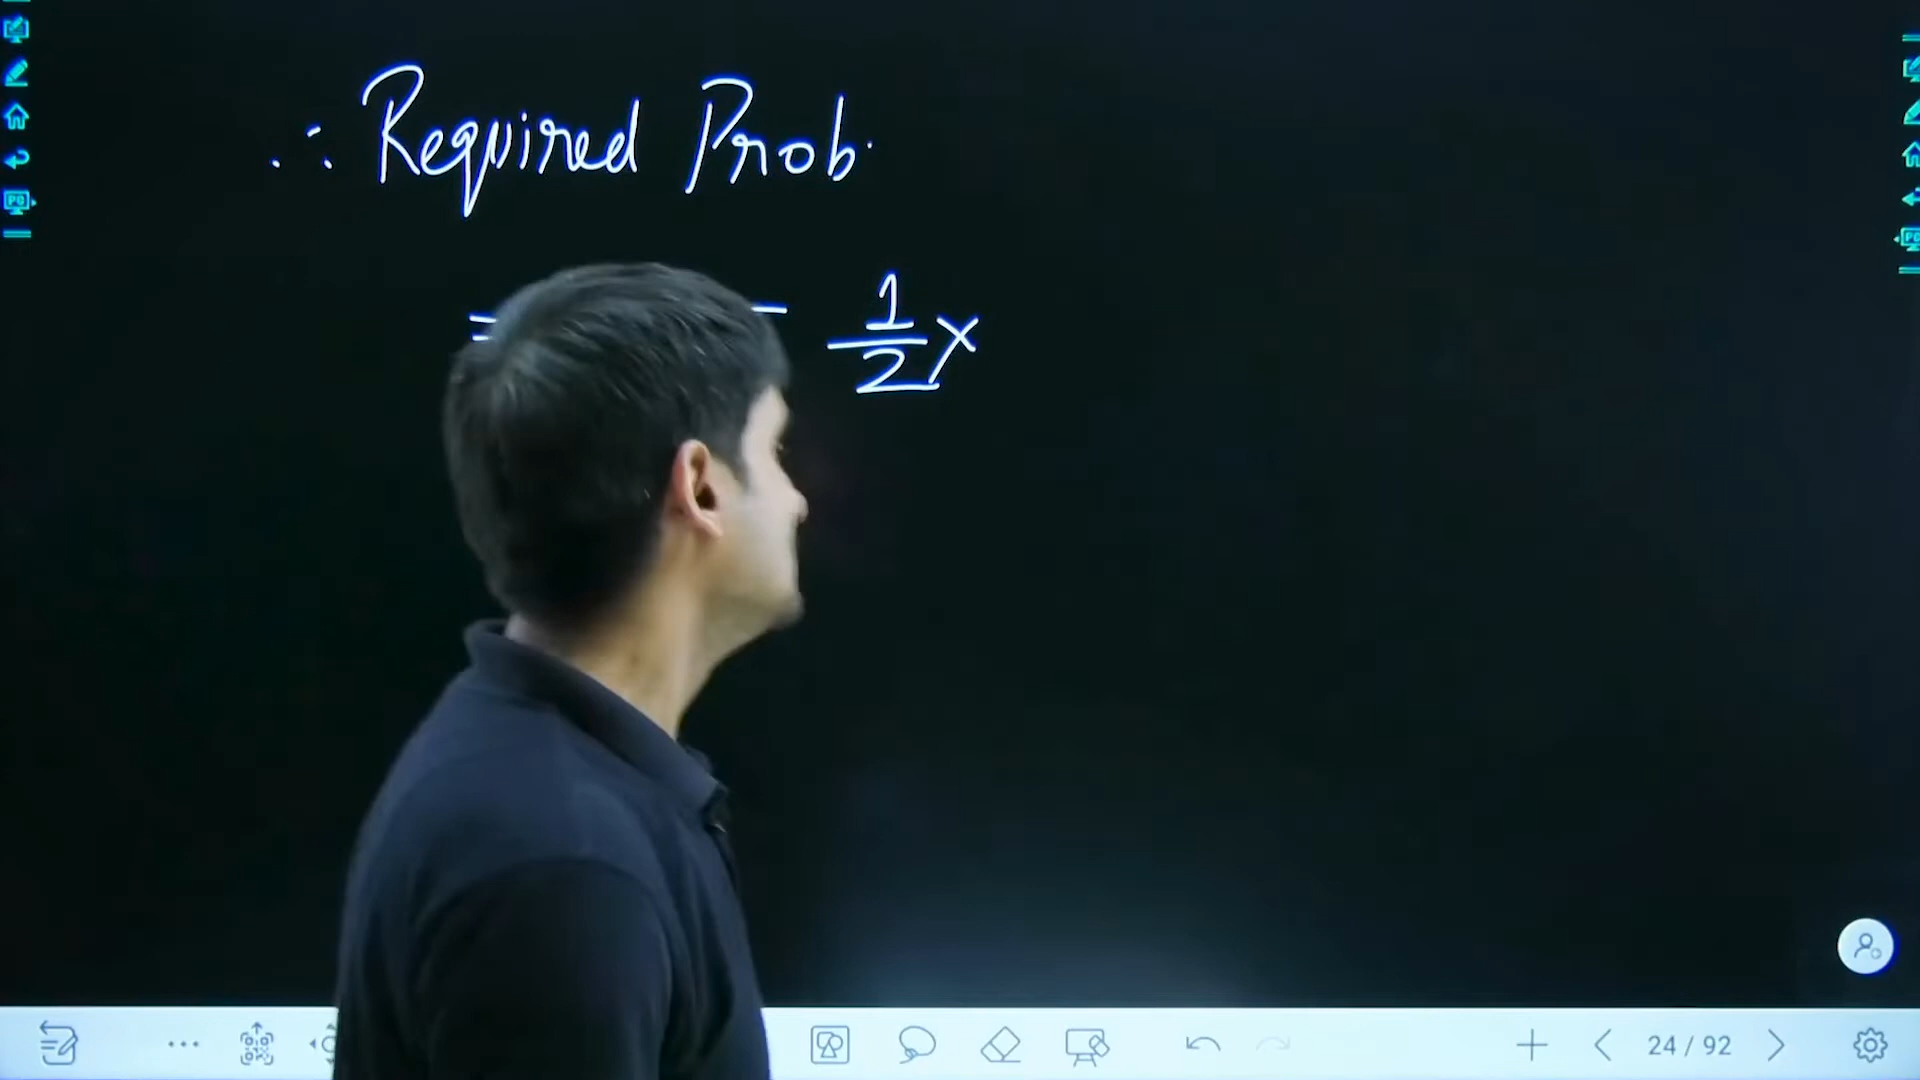 ∴ Required Prob.
= — 1/2 x
24 / 92